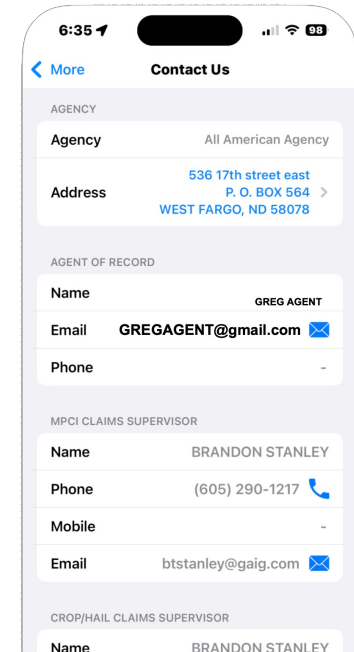 6:35
98
More
Contact Us
AGENCY
Agency All American Agency
Address
536 17th street east
P. O. BOX 564
WEST FARGO, ND 58078
AGENT OF RECORD
Name GREG AGENT
Email GREGAGENT@gmail.com
Phone -
MPCI CLAIMS SUPERVISOR
Name BRANDON STANLEY
Phone (605) 290-1217
Mobile -
Email btstanley@gaig.com
CROP/HAIL CLAIMS SUPERVISOR
Name BRANDON STANLEY